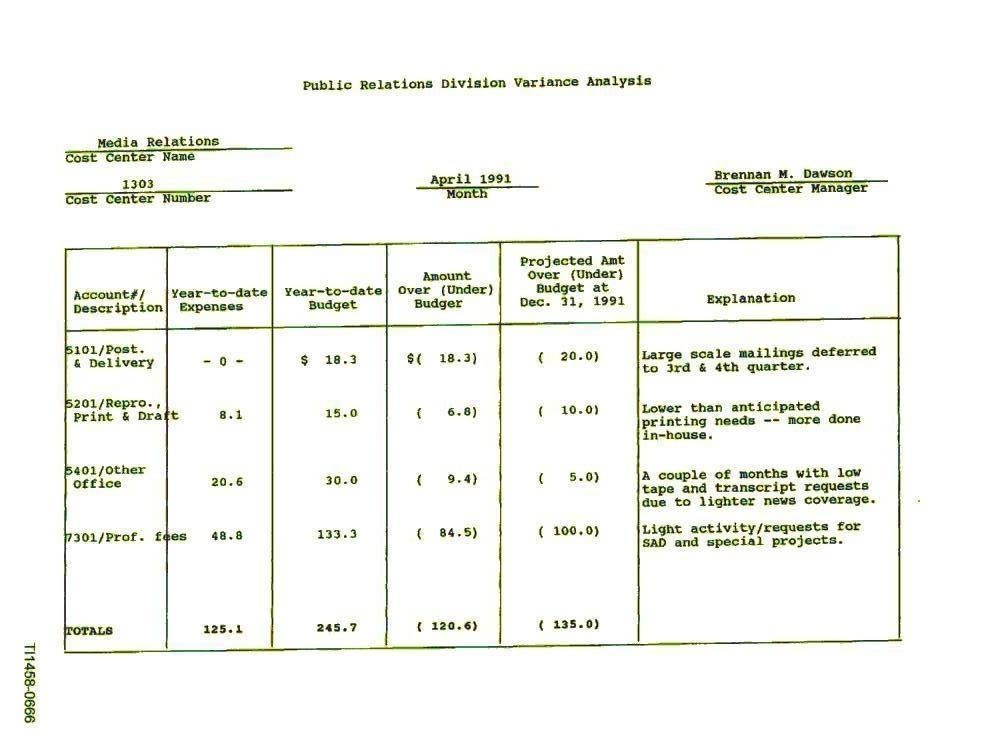 Public Relations Division Variance Analysis
Media Relations
Cost Center Name
1303
Cost Center Number
April 1991
Month
Brennan M. Dawson
Cost Center Manager
Account#/ Description | Year-to-date Expenses | Year-to-date Budget | Amount Over (Under) Budger | Projected Amt Over (Under) Budget at Dec. 31, 1991 | Explanation
5101/Post. & Delivery | - 0 - | $ 18.3 | $( 18.3) | ( 20.0) | Large scale mailings deferred
to 3rd & 4th quarter.
5201/Repro., Print & Draft | 8.1 | 15.0 | ( 6.8) | ( 10.0) | Lower than anticipated
printing needs -- more done
in-house.
5401/Other Office | 20.6 | 30.0 | ( 9.4) | ( 5.0) | A couple of months with low
tape and transcript requests
due to lighter news coverage.
7301/Prof. fees | 48.8 | 133.3 | ( 84.5) | ( 100.0) | Light activity/requests for
SAD and special projects.
TOTALS | 125.1 | 245.7 | ( 120.6) | ( 135.0)
TI1458-0666